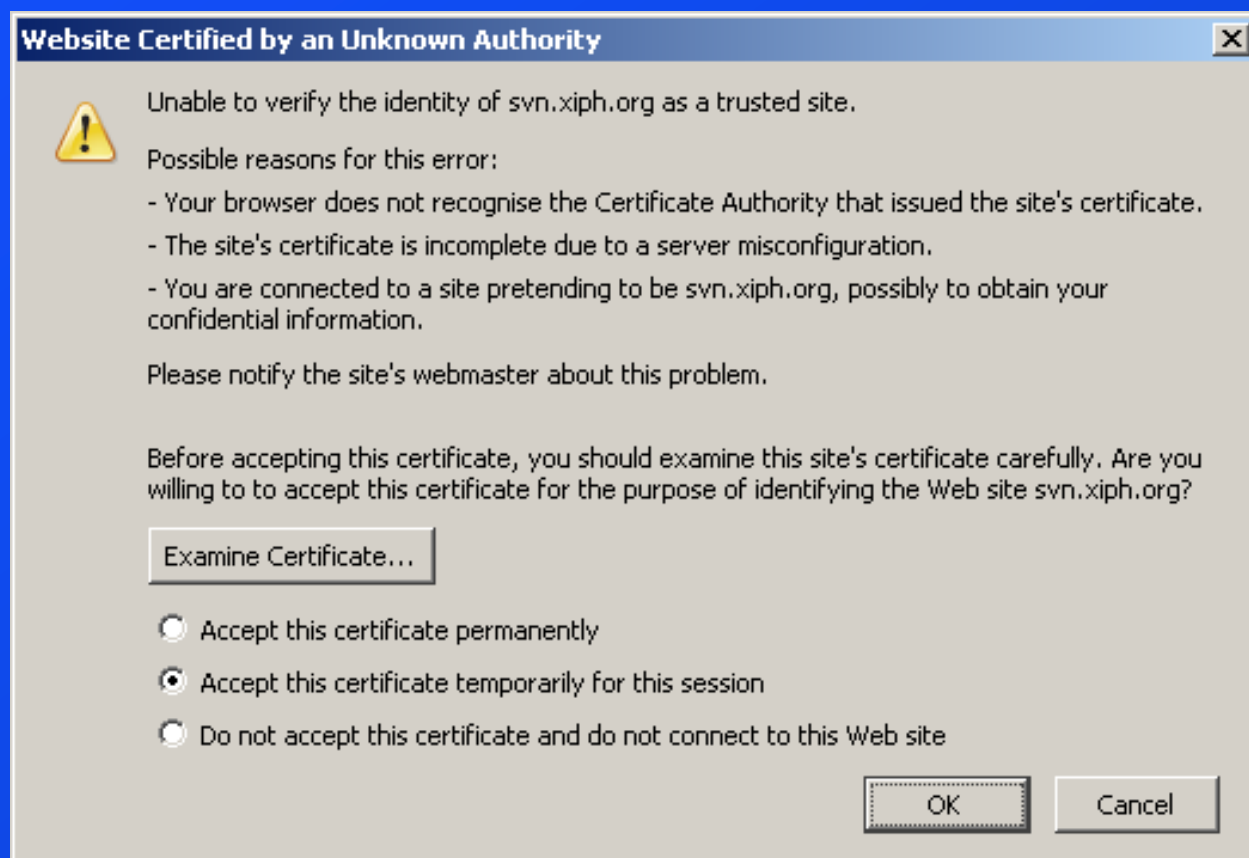 Website Certified by an Unknown Authority
Unable to verify the identity of svn.xiph.org as a trusted site.
Possible reasons for this error:
- Your browser does not recognise the Certificate Authority that issued the site's certificate.
- The site's certificate is incomplete due to a server misconfiguration.
- You are connected to a site pretending to be svn.xiph.org, possibly to obtain your
confidential information.
Please notify the site's webmaster about this problem.
Before accepting this certificate, you should examine this site's certificate carefully. Are you
willing to to accept this certificate for the purpose of identifying the Web site svn.xiph.org?
Examine Certificate...
Accept this certificate permanently
Accept this certificate temporarily for this session
Do not accept this certificate and do not connect to this Web site
OK Cancel